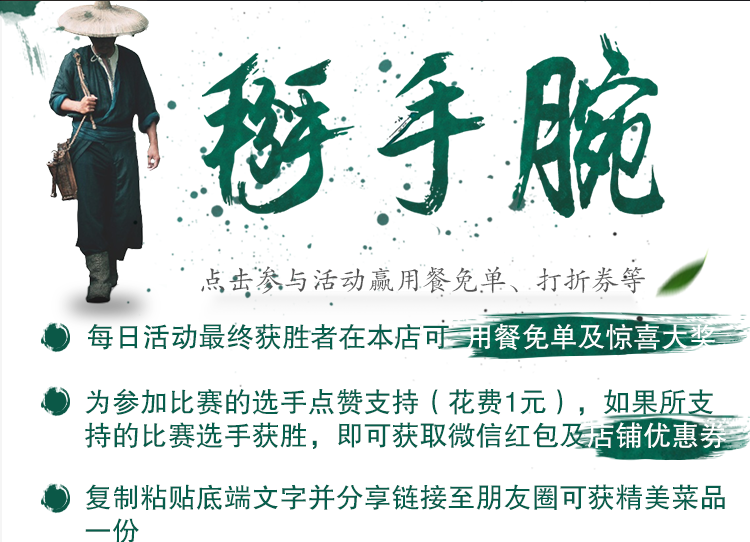 掰手腕
点击参与活动赢用餐免单、打折券等
每日活动最终获胜者在本店可 用餐免单及惊喜大奖
为参加比赛的选手点赞支持（花费1元），如果所支
持的比赛选手获胜，即可获取微信红包及店铺优惠券
复制粘贴底端文字并分享链接至朋友圈可获精美菜品
一份